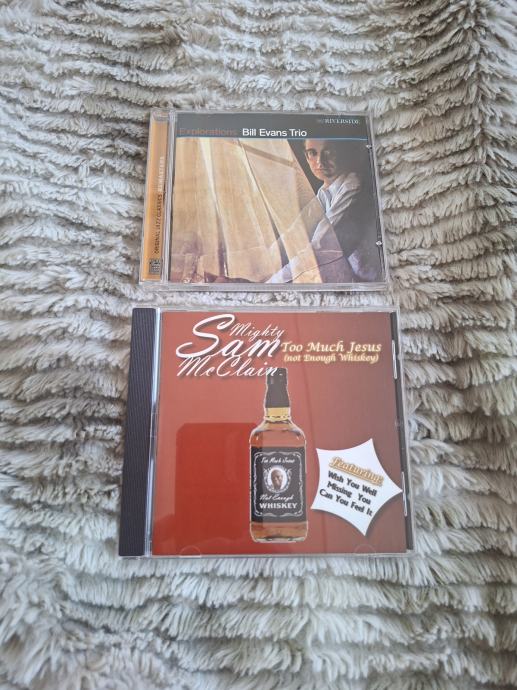 RIVERSIDE
Explorations Bill Evans Trio
ORIGINAL JAZZ CLASSICS REMASTERS
Mighty
Sam
McClain
Too Much Jesus
(not Enough Whiskey)
Too Much Jesus
Not Enough
WHISKEY
Featuring:
Wish You Well
Missing You
Can You Feel It